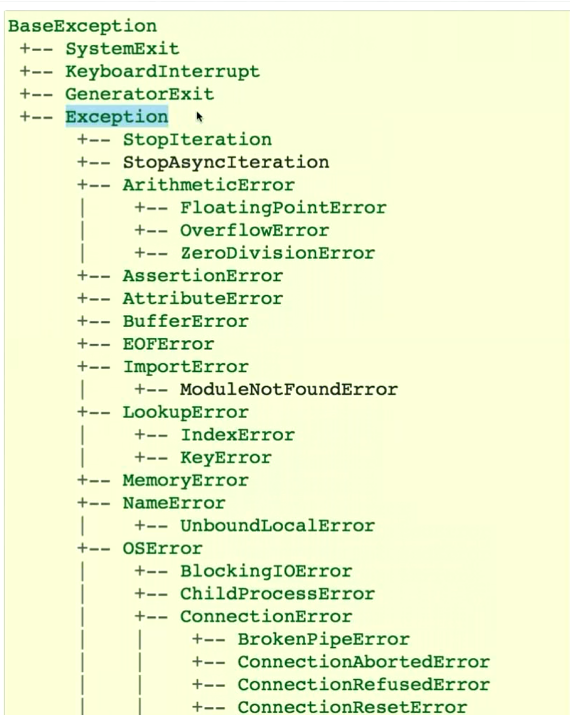 BaseException
 +-- SystemExit
 +-- KeyboardInterrupt
 +-- GeneratorExit
 +-- Exception
      +-- StopIteration
      +-- StopAsyncIteration
      +-- ArithmeticError
      |    +-- FloatingPointError
      |    +-- OverflowError
      |    +-- ZeroDivisionError
      +-- AssertionError
      +-- AttributeError
      +-- BufferError
      +-- EOFError
      +-- ImportError
      |    +-- ModuleNotFoundError
      +-- LookupError
      |    +-- IndexError
      |    +-- KeyError
      +-- MemoryError
      +-- NameError
      |    +-- UnboundLocalError
      +-- OSError
      |    +-- BlockingIOError
      |    +-- ChildProcessError
      |    +-- ConnectionError
      |    |    +-- BrokenPipeError
      |    |    +-- ConnectionAbortedError
      |    |    +-- ConnectionRefusedError
      |    |    +-- ConnectionResetError